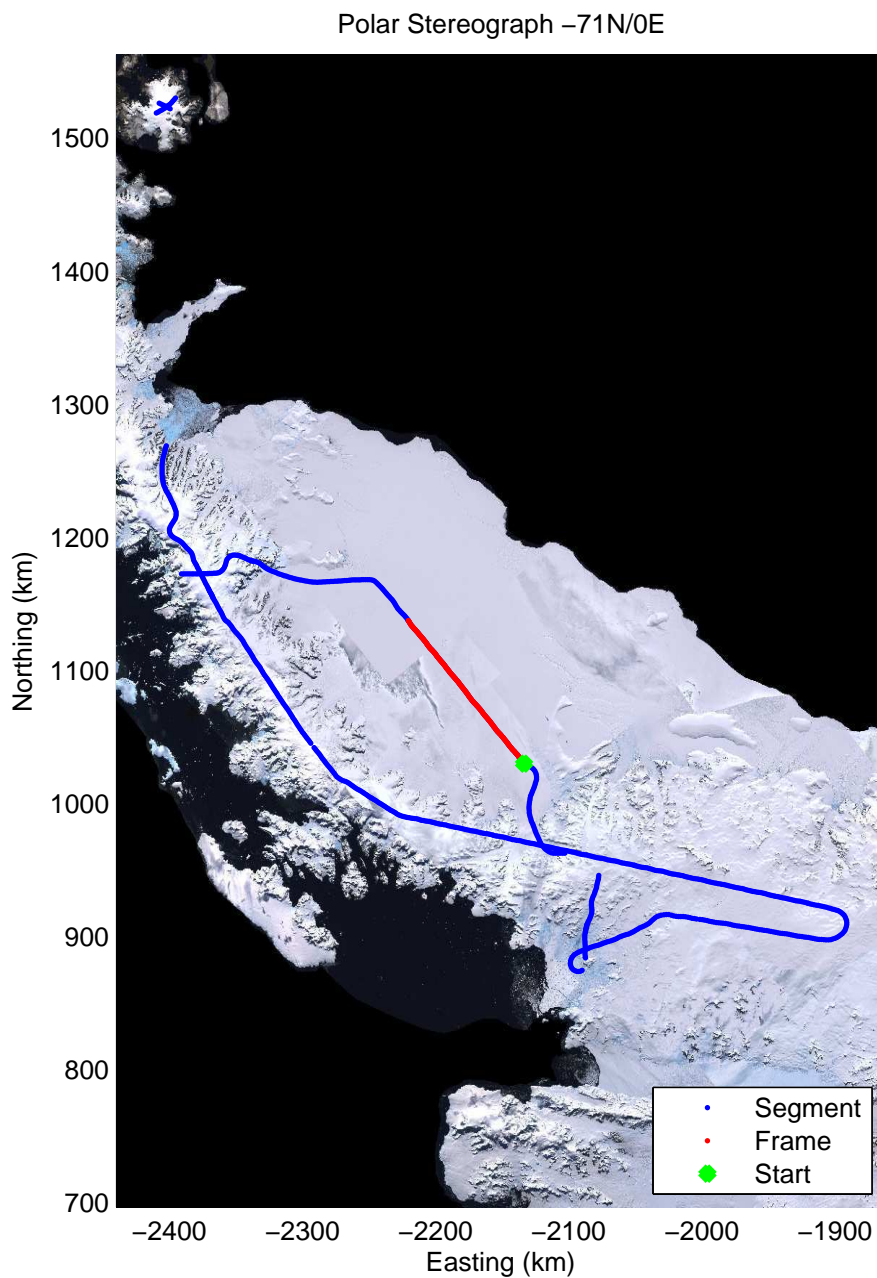 Polar Stereograph −71N/0E
1500
1400
1300
1200
1100
1000
900
800
700
Northing (km)
−2400 −2300 −2200 −2100 −2000 −1900
Easting (km)
Segment
Frame
Start